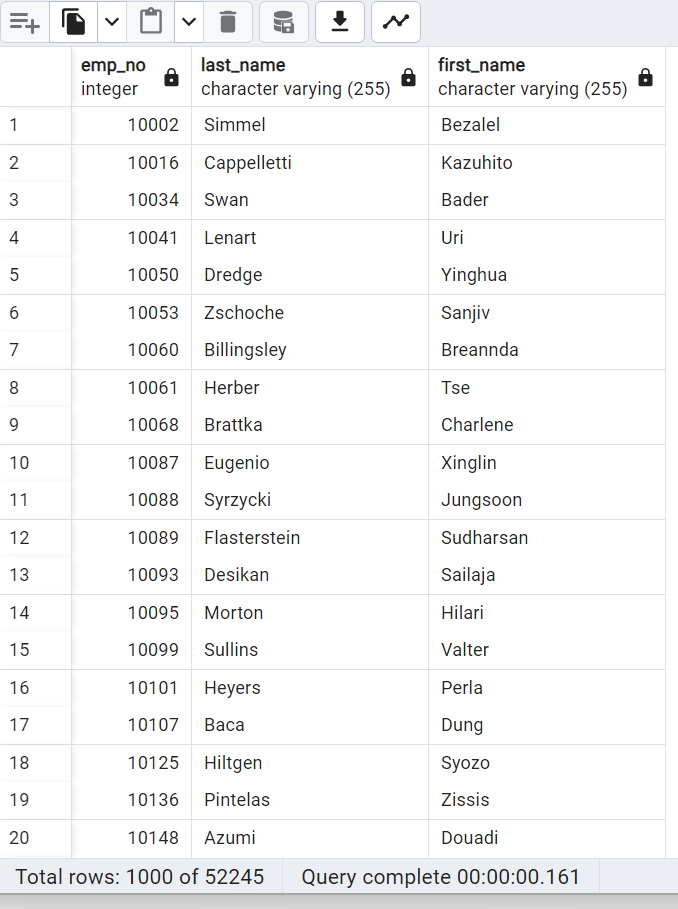 emp_no last_name first_name
integer character varying (255) character varying (255)
1 10002 Simmel Bezalel
2 10016 Cappelletti Kazuhito
3 10034 Swan Bader
4 10041 Lenart Uri
5 10050 Dredge Yinghua
6 10053 Zschoche Sanjiv
7 10060 Billingsley Breannda
8 10061 Herber Tse
9 10068 Brattka Charlene
10 10087 Eugenio Xinglin
11 10088 Syrzycki Jungsoon
12 10089 Flasterstein Sudharsan
13 10093 Desikan Sailaja
14 10095 Morton Hilari
15 10099 Sullins Valter
16 10101 Heyers Perla
17 10107 Baca Dung
18 10125 Hiltgen Syozo
19 10136 Pintelas Zissis
20 10148 Azumi Douadi
Total rows: 1000 of 52245 Query complete 00:00:00.161